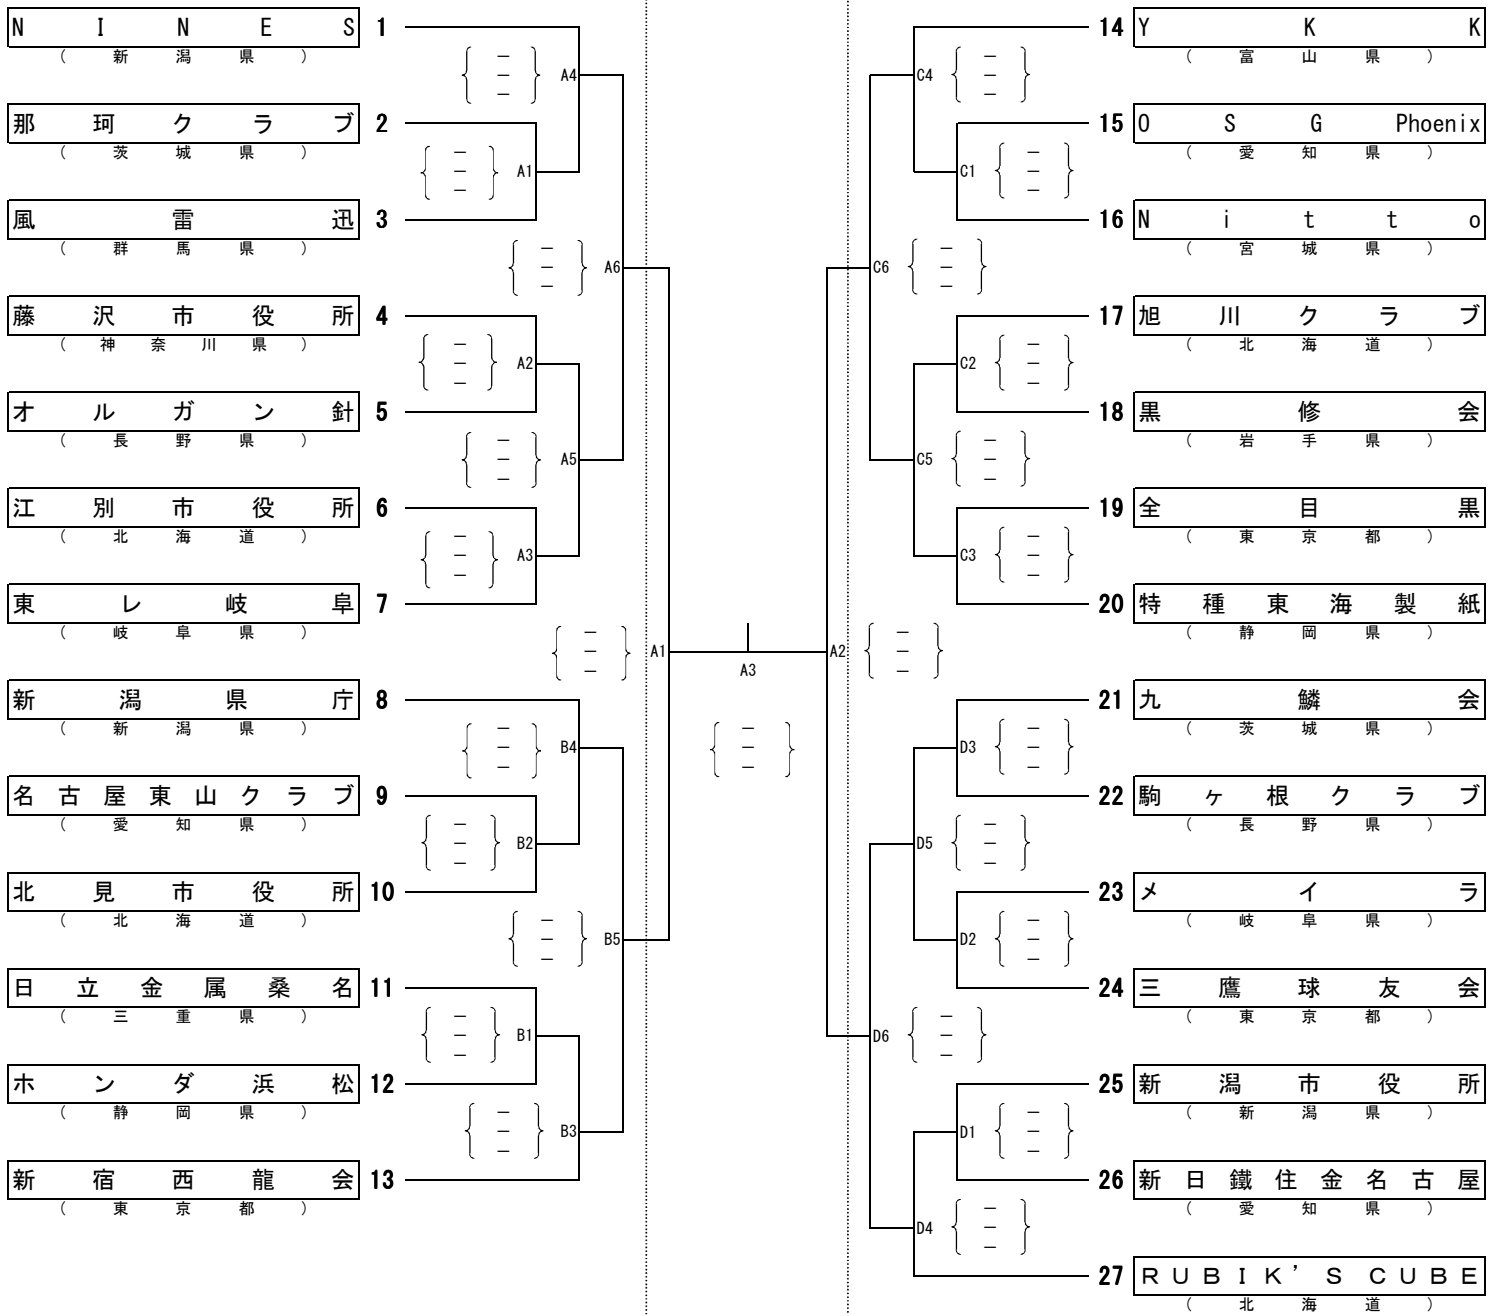 NINES 1
(新潟県)
那珂クラブ 2
(茨城県)
風雷迅 3
(群馬県)
藤沢市役所 4
(神奈川県)
オルガン針 5
(長野県)
江別市役所 6
(北海道)
東レ岐阜 7
(岐阜県)
新潟県庁 8
(新潟県)
名古屋東山クラブ 9
(愛知県)
北見市役所 10
(北海道)
日立金属桑名 11
(三重県)
ホンダ浜松 12
(静岡県)
新宿西龍会 13
(東京都)
A4
A1
A6
A2
A5
A3
A1
B4
B2
B5
B1
B3
A3
A2
C4
C1
C6
C2
C5
C3
D3
D5
D2
D6
D1
D4
14 YKK
(富山県)
15 OSG Phoenix
(愛知県)
16 Nitto
(宮城県)
17 旭川クラブ
(北海道)
18 黒修会
(岩手県)
19 全目黒
(東京都)
20 特種東海製紙
(静岡県)
21 九鱗会
(茨城県)
22 駒ヶ根クラブ
(長野県)
23 メイラ
(岐阜県)
24 三鷹球友会
(東京都)
25 新潟市役所
(新潟県)
26 新日鐵住金名古屋
(愛知県)
27 RUBIK'S CUBE
(北海道)